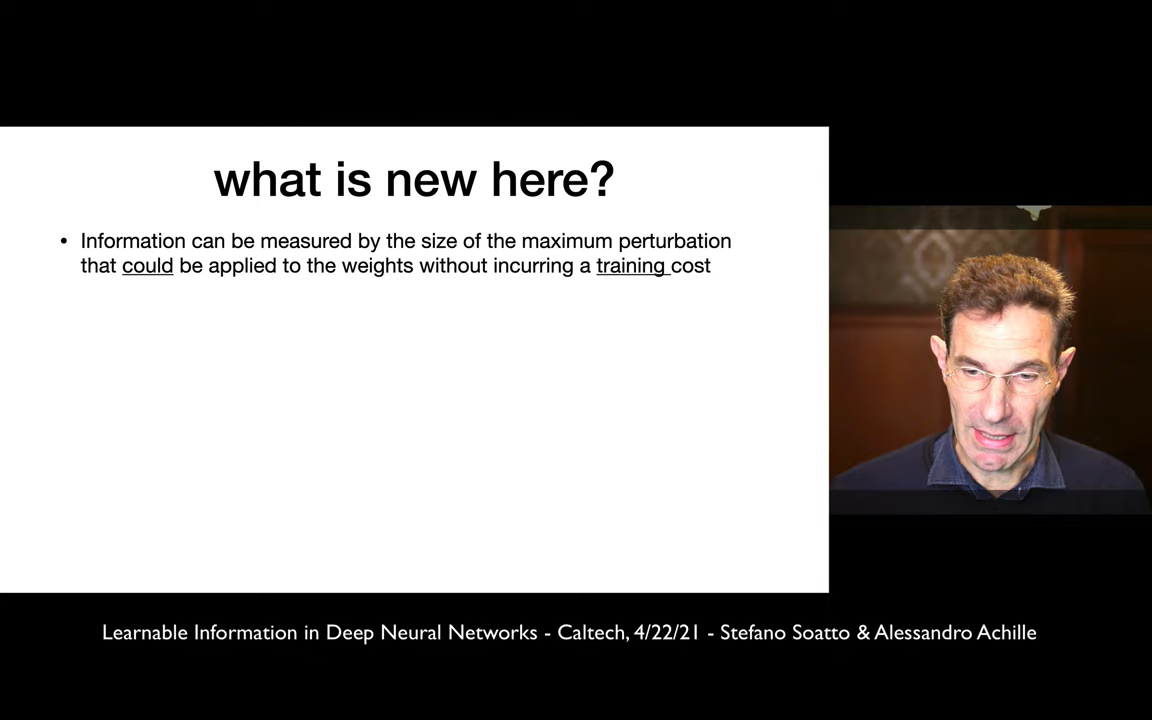 what is new here?
• Information can be measured by the size of the maximum perturbation
that could be applied to the weights without incurring a training cost
Learnable Information in Deep Neural Networks - Caltech, 4/22/21 - Stefano Soatto & Alessandro Achille